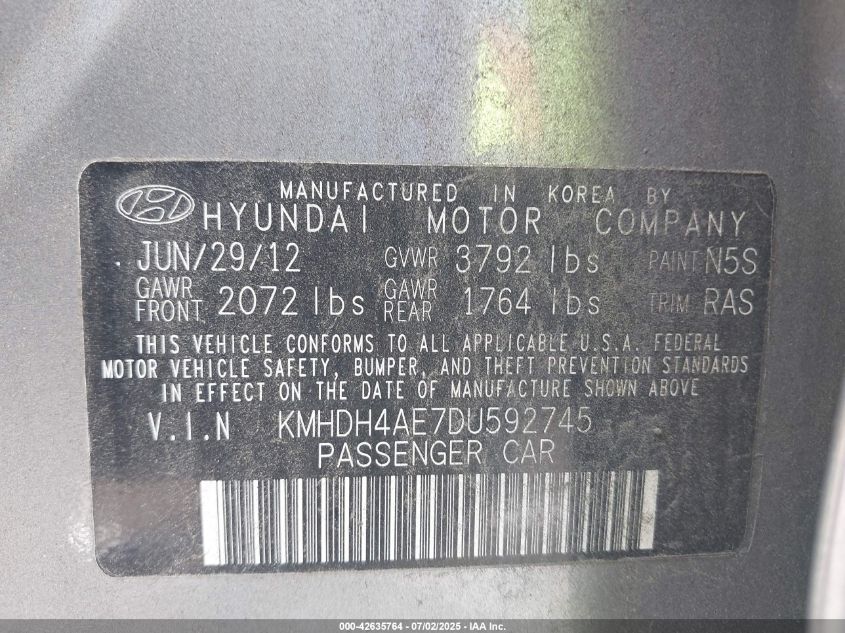 MANUFACTURED IN KOREA BY
HYUNDAI MOTOR COMPANY
JUN/29/12 GVWR 3792 lbs PAINT N5S
GAWR FRONT 2072 lbs GAWR REAR 1764 lbs TRIM RAS
THIS VEHICLE CONFORMS TO ALL APPLICABLE U.S.A. FEDERAL
MOTOR VEHICLE SAFETY, BUMPER, AND THEFT PREVENTION STANDARDS
IN EFFECT ON THE DATE OF MANUFACTURE SHOWN ABOVE.
V.I.N KMHDH4AE7DU592745
PASSENGER CAR
000-42635764 - 07/02/2025 - IAA Inc.